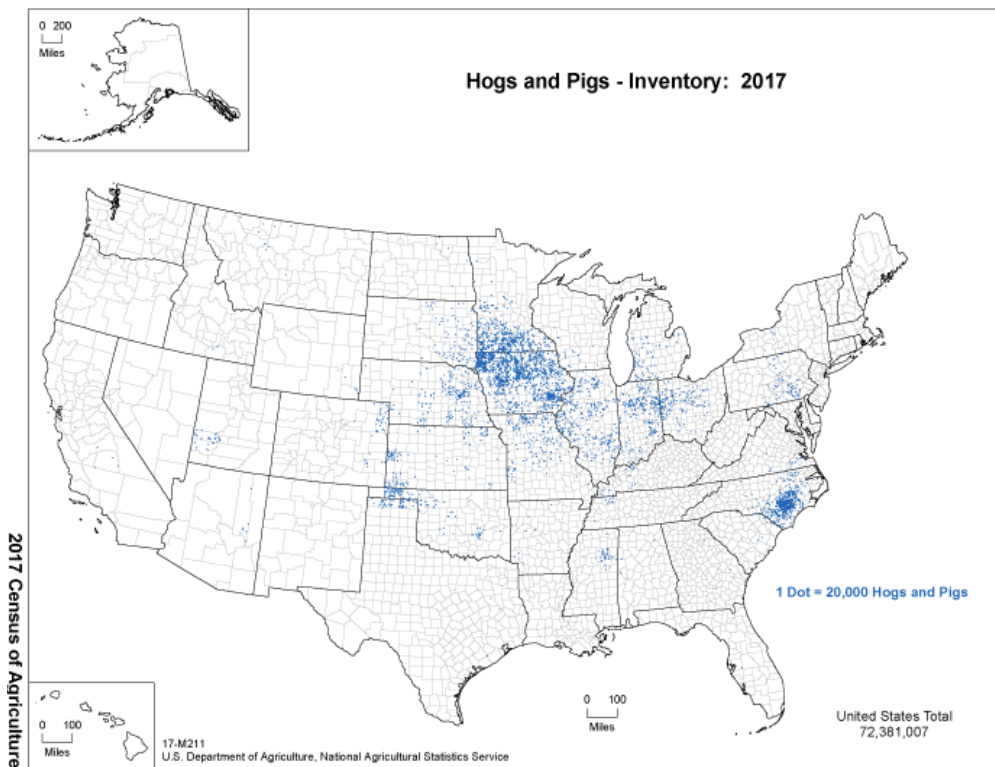 0 200
Miles
Hogs and Pigs - Inventory: 2017
1 Dot = 20,000 Hogs and Pigs
2017 Census of Agriculture
0 100
Miles
0 100
Miles
United States Total
72,381,007
17-M211
U.S. Department of Agriculture, National Agricultural Statistics Service